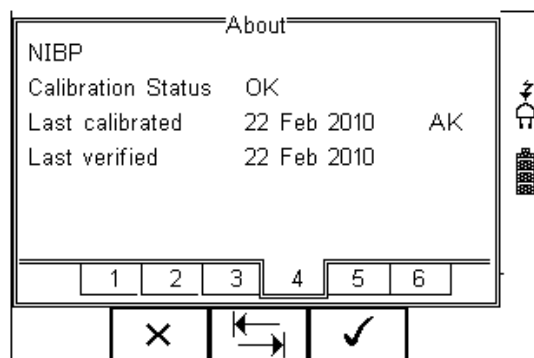 About
NIBP
Calibration Status OK
Last calibrated 22 Feb 2010 AK
Last verified 22 Feb 2010
1 2 3 4 5 6